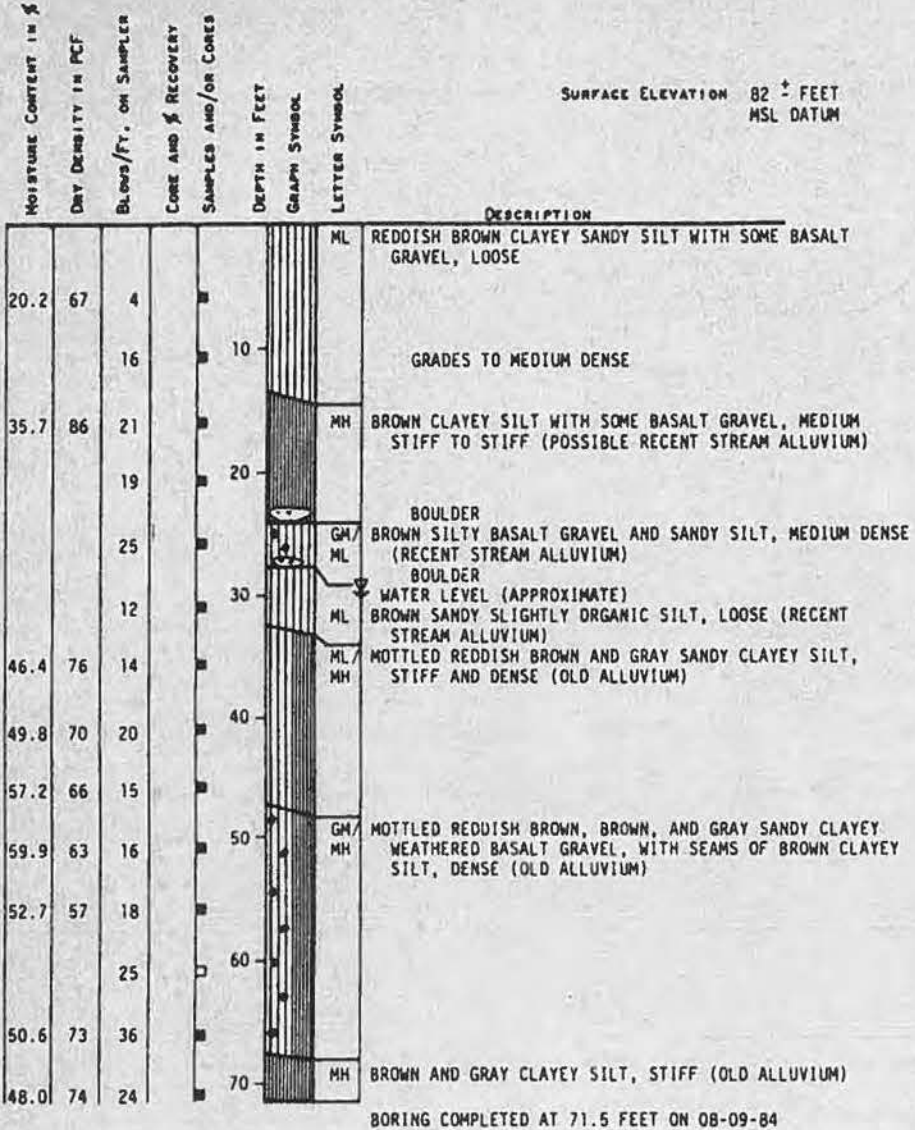 MOISTURE CONTENT IN %
DRY DENSITY IN PCF
BLOWS/FT. ON SAMPLER
CORE AND % RECOVERY
SAMPLES AND/OR CORES
DEPTH IN FEET
GRAPH SYMBOL
LETTER SYMBOL
SURFACE ELEVATION 82 ± FEET
MSL DATUM
DESCRIPTION
ML REDDISH BROWN CLAYEY SANDY SILT WITH SOME BASALT
GRAVEL, LOOSE
20.2 67 4
16 10 GRADES TO MEDIUM DENSE
35.7 86 21 MH BROWN CLAYEY SILT WITH SOME BASALT GRAVEL, MEDIUM
STIFF TO STIFF (POSSIBLE RECENT STREAM ALLUVIUM)
19 20
BOULDER
GM/ BROWN SILTY BASALT GRAVEL AND SANDY SILT, MEDIUM DENSE
25 ML (RECENT STREAM ALLUVIUM)
BOULDER
30 WATER LEVEL (APPROXIMATE)
12 ML BROWN SANDY SLIGHTLY ORGANIC SILT, LOOSE (RECENT
STREAM ALLUVIUM)
46.4 76 14 ML/ MOTTLED REDDISH BROWN AND GRAY SANDY CLAYEY SILT,
MH STIFF AND DENSE (OLD ALLUVIUM)
40
49.8 70 20
57.2 66 15
50 GM/ MOTTLED REDDISH BROWN, BROWN, AND GRAY SANDY CLAYEY
59.9 63 16 MH WEATHERED BASALT GRAVEL, WITH SEAMS OF BROWN CLAYEY
SILT, DENSE (OLD ALLUVIUM)
52.7 57 18
25 60
50.6 73 36
70 MH BROWN AND GRAY CLAYEY SILT, STIFF (OLD ALLUVIUM)
48.0 74 24
BORING COMPLETED AT 71.5 FEET ON 08-09-84